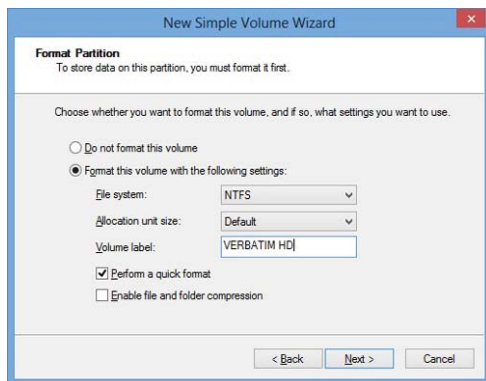 New Simple Volume Wizard
Format Partition
To store data on this partition, you must format it first.
Choose whether you want to format this volume, and if so, what settings you want to use.
Do not format this volume
Format this volume with the following settings:
File system: NTFS
Allocation unit size: Default
Volume label: VERBATIM HD
Perform a quick format
Enable file and folder compression
< Back Next > Cancel